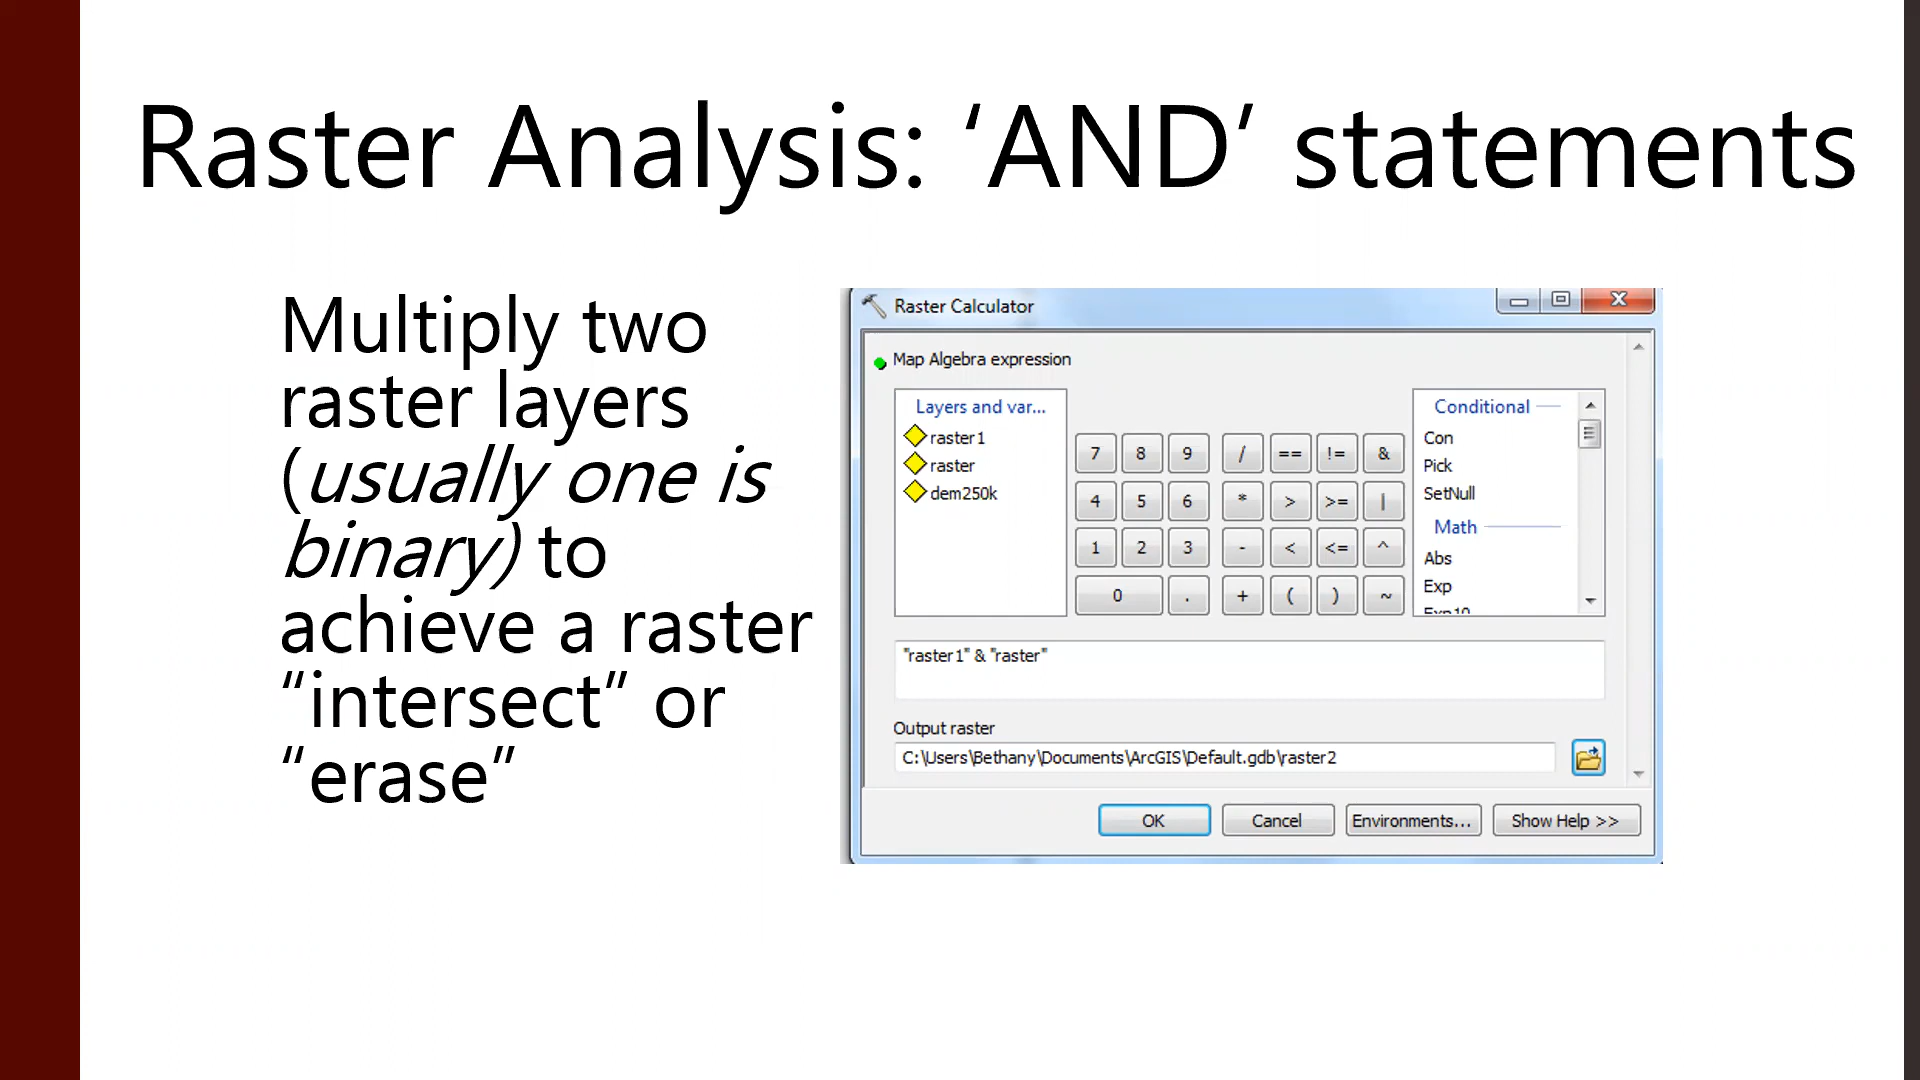 Raster Analysis: ‘AND’ statements
Multiply two
raster layers
(usually one is
binary) to
achieve a raster
“intersect” or
“erase”
Raster Calculator
Map Algebra expression
Layers and var...
raster1
raster
dem250k
7 8 9 / == != &
4 5 6 * > >= |
1 2 3 - < <= ^
0 . + ( ) ~
Conditional
Con
Pick
SetNull
Math
Abs
Exp
Exp10
"raster1" & "raster"
Output raster
C:\Users\Bethany\Documents\ArcGIS\Default.gdb\raster2
OK Cancel Environments... Show Help >>